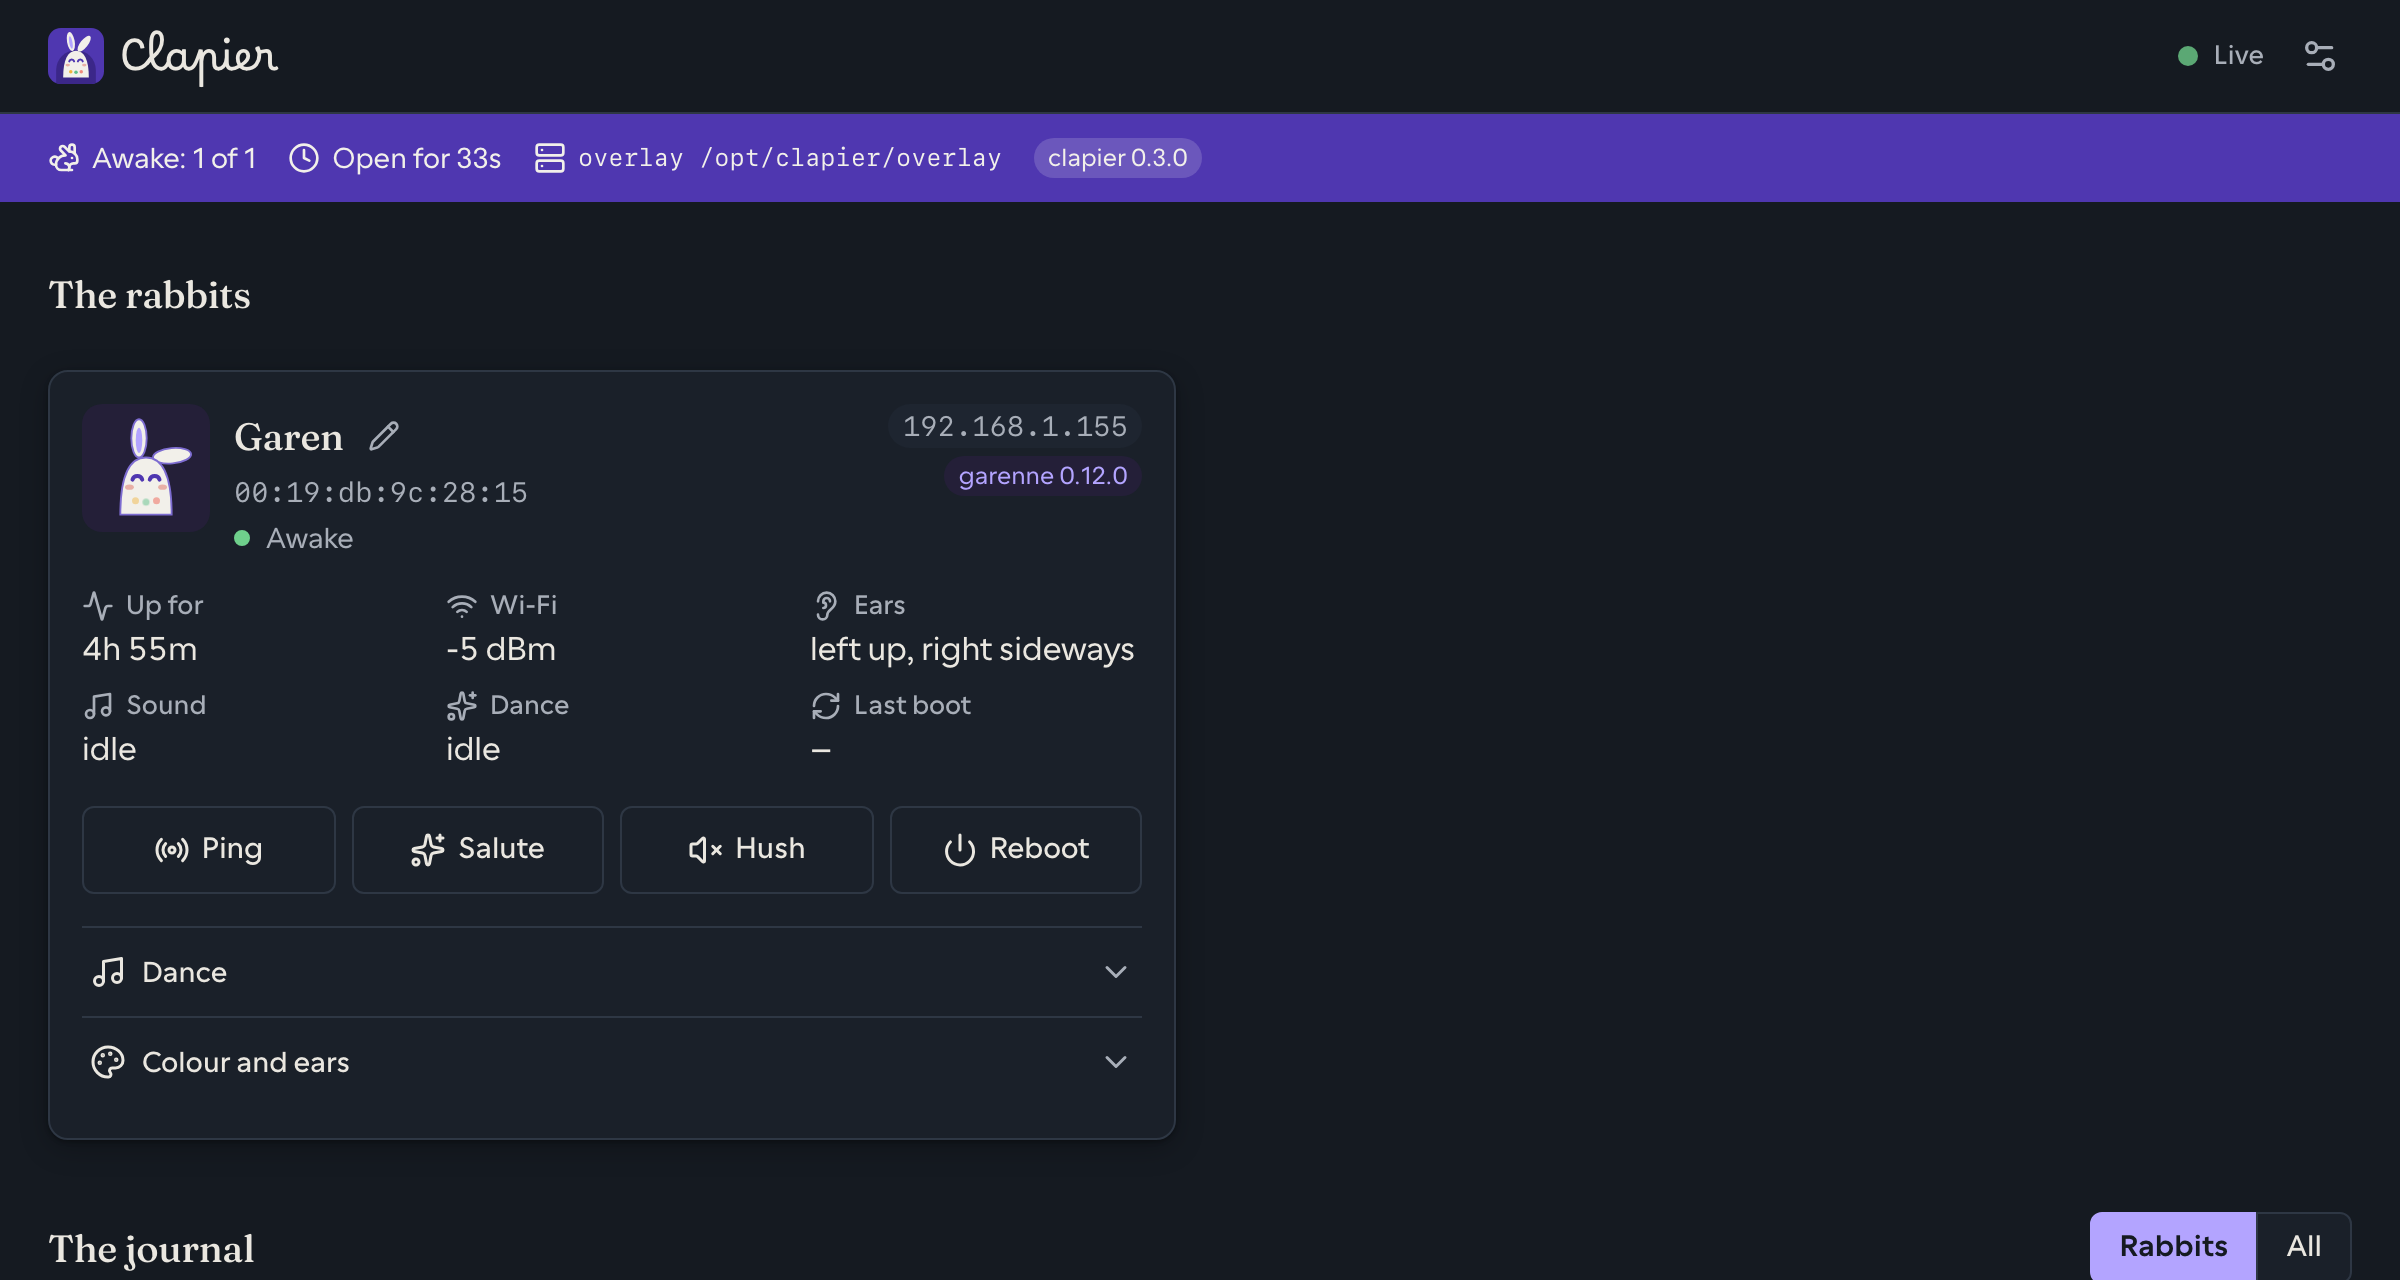 Clapier
Live
Awake: 1 of 1
Open for 33s
overlay /opt/clapier/overlay
clapier 0.3.0
The rabbits
Garen
192.168.1.155
garenne 0.12.0
00:19:db:9c:28:15
Awake
Up for
Wi-Fi
Ears
4h 55m
-5 dBm
left up, right sideways
Sound
Dance
Last boot
idle
idle
–
Ping
Salute
Hush
Reboot
Dance
Colour and ears
The journal
Rabbits
All